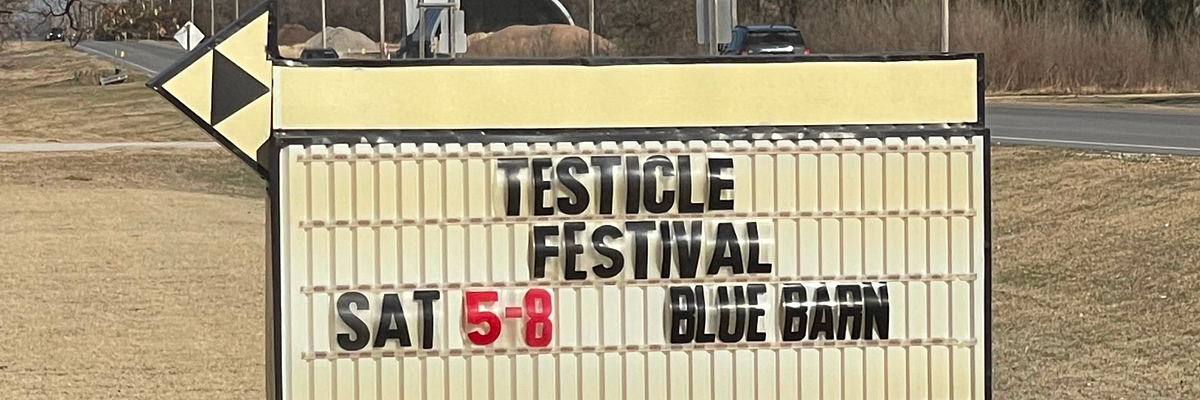 TESTICLE
FESTIVAL
SAT 5-8 BLUE BARN